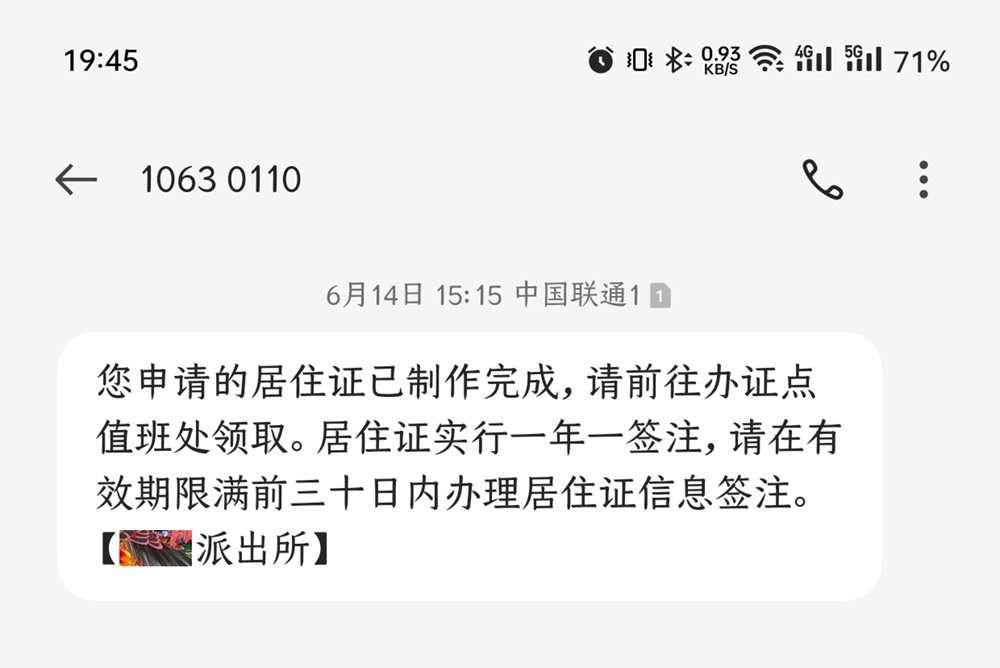 19:45
0.93 KB/S 4G 5G 71%
1063 0110
6月14日 15:15 中国联通1 1
您申请的居住证已制作完成,请前往办证点
值班处领取。居住证实行一年一签注,请在有
效期限满前三十日内办理居住证信息签注。
【派出所】